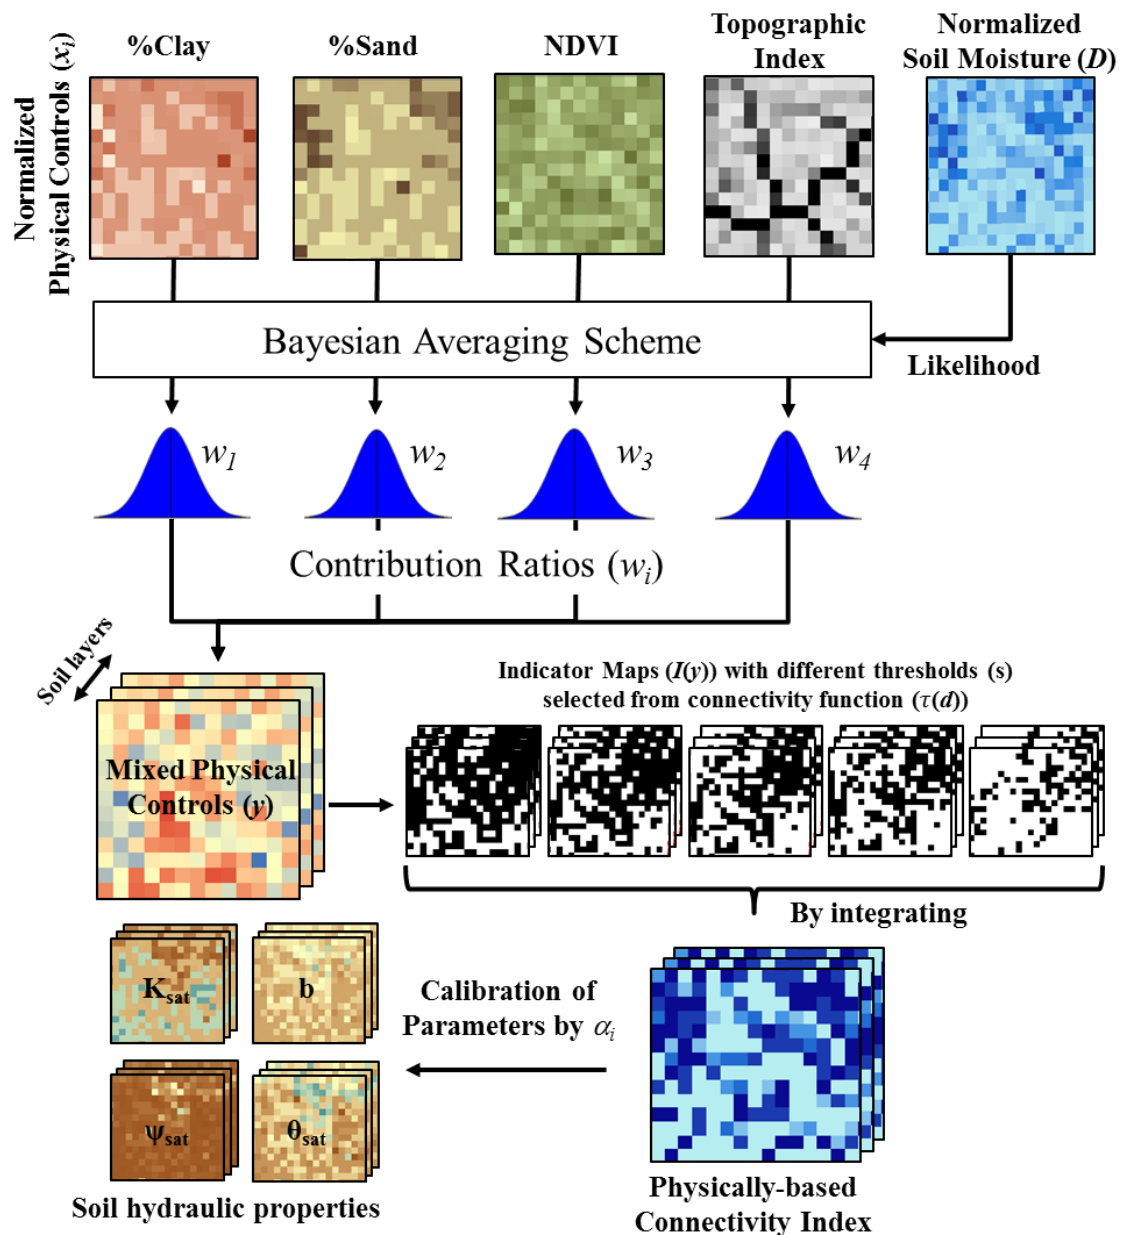 Normalized
Physical Controls (xi)
%Clay
%Sand
NDVI
Topographic
Index
Normalized
Soil Moisture (D)
Bayesian Averaging Scheme
Likelihood
w1
w2
w3
w4
Contribution Ratios (wi)
Soil layers
Mixed Physical
Controls (y)
Indicator Maps (I(y)) with different thresholds (s)
selected from connectivity function (τ(d))
By integrating
Ksat
b
Calibration of
Parameters by αi
ψsat
θsat
Soil hydraulic properties
Physically-based
Connectivity Index